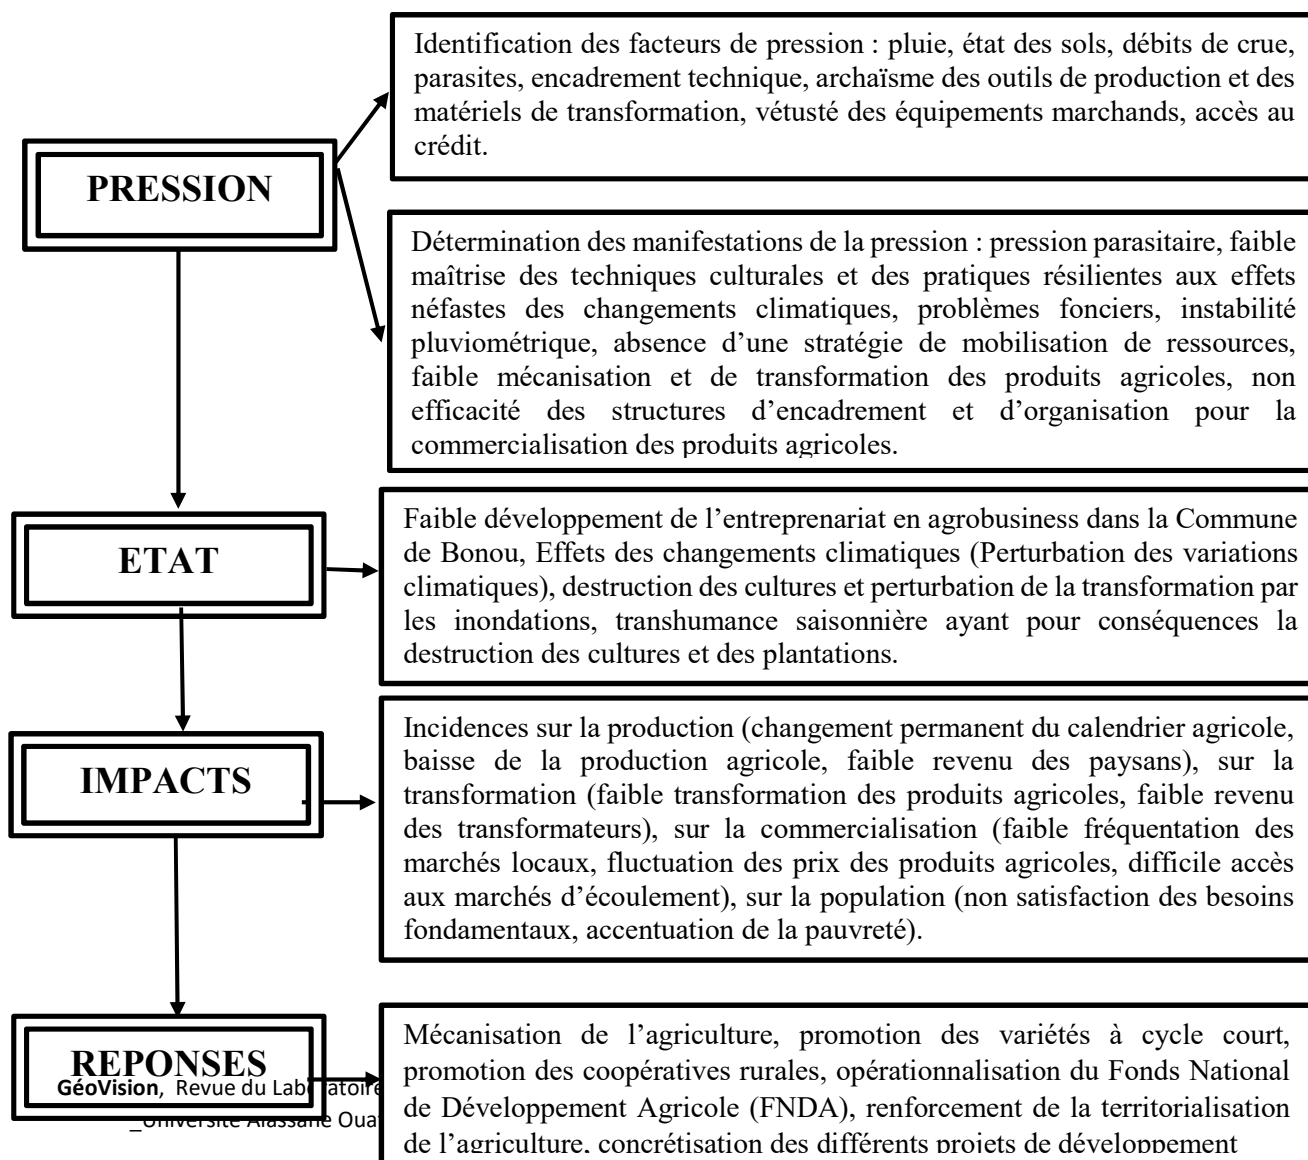 Identification des facteurs de pression : pluie, état des sols, débits de crue,
parasites, encadrement technique, archaïsme des outils de production et des
matériels de transformation, vétusté des équipements marchands, accès au
crédit.
PRESSION
Détermination des manifestations de la pression : pression parasitaire, faible
maîtrise des techniques culturales et des pratiques résilientes aux effets
néfastes des changements climatiques, problèmes fonciers, instabilité
pluviométrique, absence d’une stratégie de mobilisation de ressources,
faible mécanisation et de transformation des produits agricoles, non
efficacité des structures d’encadrement et d’organisation pour la
commercialisation des produits agricoles.
ETAT
Faible développement de l’entreprenariat en agrobusiness dans la Commune
de Bonou, Effets des changements climatiques (Perturbation des variations
climatiques), destruction des cultures et perturbation de la transformation par
les inondations, transhumance saisonnière ayant pour conséquences la
destruction des cultures et des plantations.
IMPACTS
Incidences sur la production (changement permanent du calendrier agricole,
baisse de la production agricole, faible revenu des paysans), sur la
transformation (faible transformation des produits agricoles, faible revenu
des transformateurs), sur la commercialisation (faible fréquentation des
marchés locaux, fluctuation des prix des produits agricoles, difficile accès
aux marchés d’écoulement), sur la population (non satisfaction des besoins
fondamentaux, accentuation de la pauvreté).
REPONSES
Mécanisation de l’agriculture, promotion des variétés à cycle court,
promotion des coopératives rurales, opérationnalisation du Fonds National
de Développement Agricole (FNDA), renforcement de la territorialisation
de l’agriculture, concrétisation des différents projets de développement
GéoVision, Revue du Laboratoire
_Université Alassane Oua